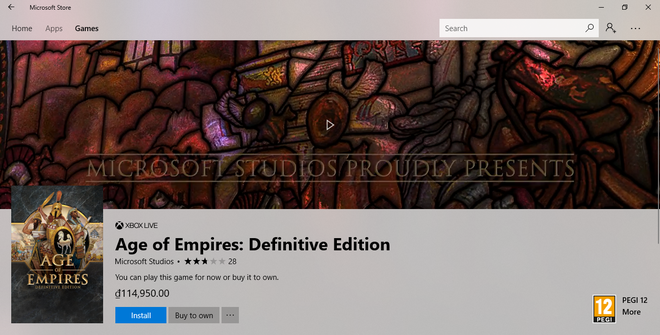 Microsoft Store
Home Apps Games
Search
MICROSOFT STUDIOS PROUDLY PRESENTS
AGE
OF
EMPIRES
DEFINITIVE EDITION
XBOX LIVE
Age of Empires: Definitive Edition
Microsoft Studios • 28
You can play this game for now or buy it to own.
₫114,950.00
Install Buy to own ...
12
PEGI
PEGI 12
More